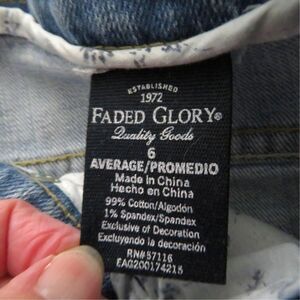 ESTABLISHED
1972
FADED GLORY®
Quality Goods
6
AVERAGE/PROMEDIO
Made in China
Hecho en China
99% Cotton/Algodón
1% Spandex/Spandex
Exclusive of Decoration
Excluyendo la decoración
RN#57116
EAG200174215